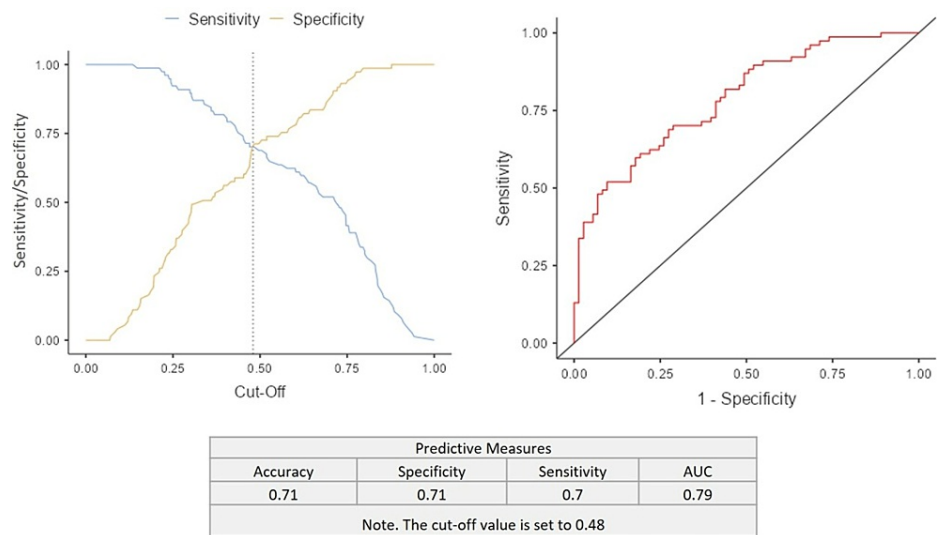 Sensitivity Specificity
1.00
0.75
0.50
0.25
0.00
Sensitivity/Specificity
0.00 0.25 0.50 0.75 1.00
Cut-Off
1.00
0.75
0.50
0.25
0.00
Sensitivity
0.00 0.25 0.50 0.75 1.00
1 - Specificity
Predictive Measures
Accuracy Specificity Sensitivity AUC
0.71 0.71 0.7 0.79
Note. The cut-off value is set to 0.48